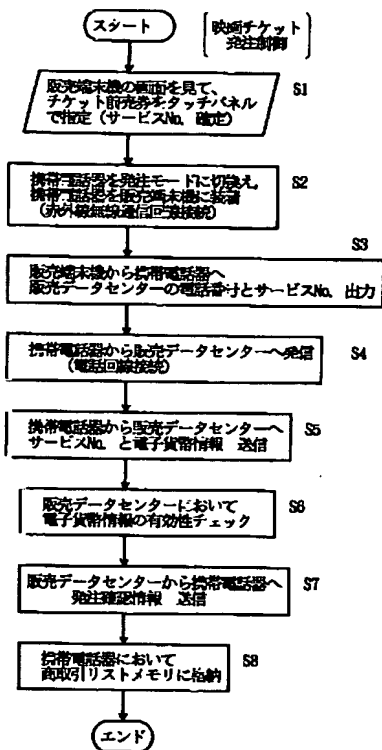 スタート
映画チケット
発注制御
販売端末機の画面を見て、
チケット前売券をタッチパネル
で指定(サービスNo. 確定)
S1
携帯電話器を発注モードに切換え,
携帯電話器を販売端末機に装着
(赤外線無線通信回線接続)
S2
S3
販売端末機から携帯電話器へ
販売データセンターの電話番号とサービスNo. 出力
携帯電話器から販売データセンターへ発信
(電話回線接続)
S4
携帯電話器から販売データセンターへ
サービスNo. と電子貨幣情報 送信
S5
販売データセンターにおいて
電子貨幣情報の有効性チェック
S6
販売データセンターから携帯電話器へ
発注確認情報 送信
S7
携帯電話器において
商取引リストメモリに格納
S8
エンド